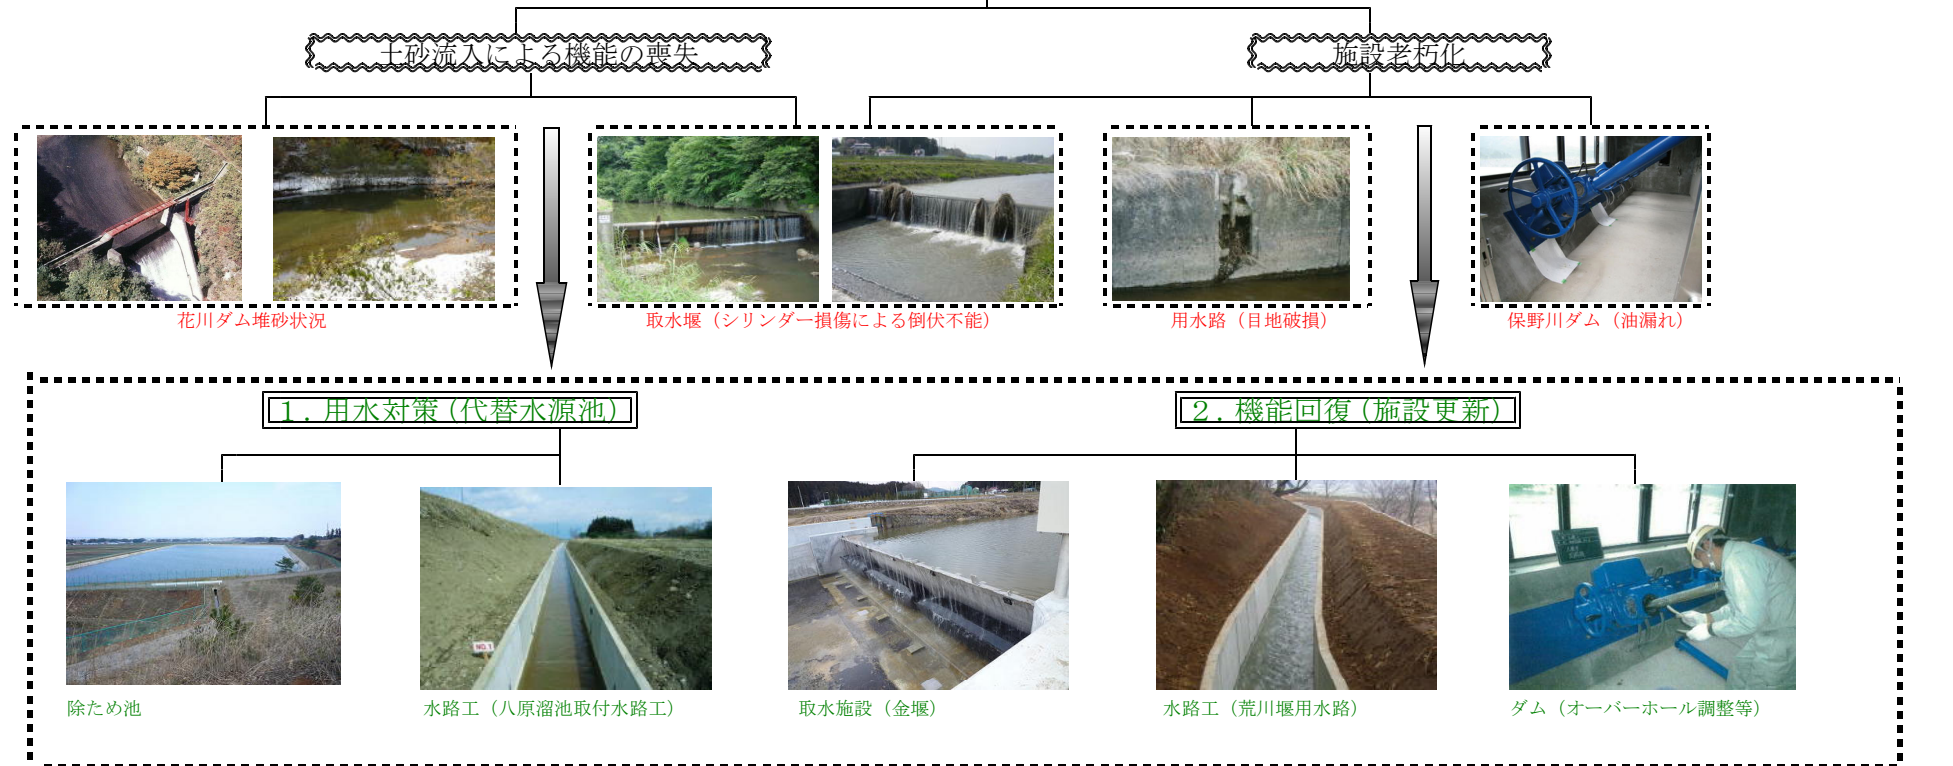 土砂流入による機能の喪失
施設老朽化
花川ダム堆砂状況
取水堰（シリンダー損傷による倒伏不能）
用水路（目地破損）
保野川ダム（油漏れ）
１．用水対策（代替水源池）
２．機能回復（施設更新）
NO.1
除ため池
水路工（八原溜池取付水路工）
取水施設（金堰）
水路工（荒川堰用水路）
ダム（オーバーホール調整等）